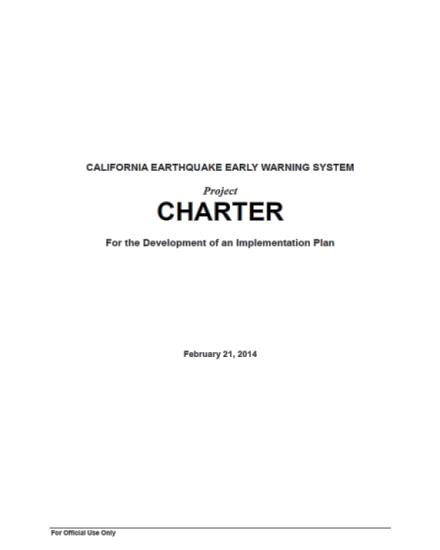 CALIFORNIA EARTHQUAKE EARLY WARNING SYSTEM
Project
CHARTER
For the Development of an Implementation Plan
February 21, 2014
For Official Use Only